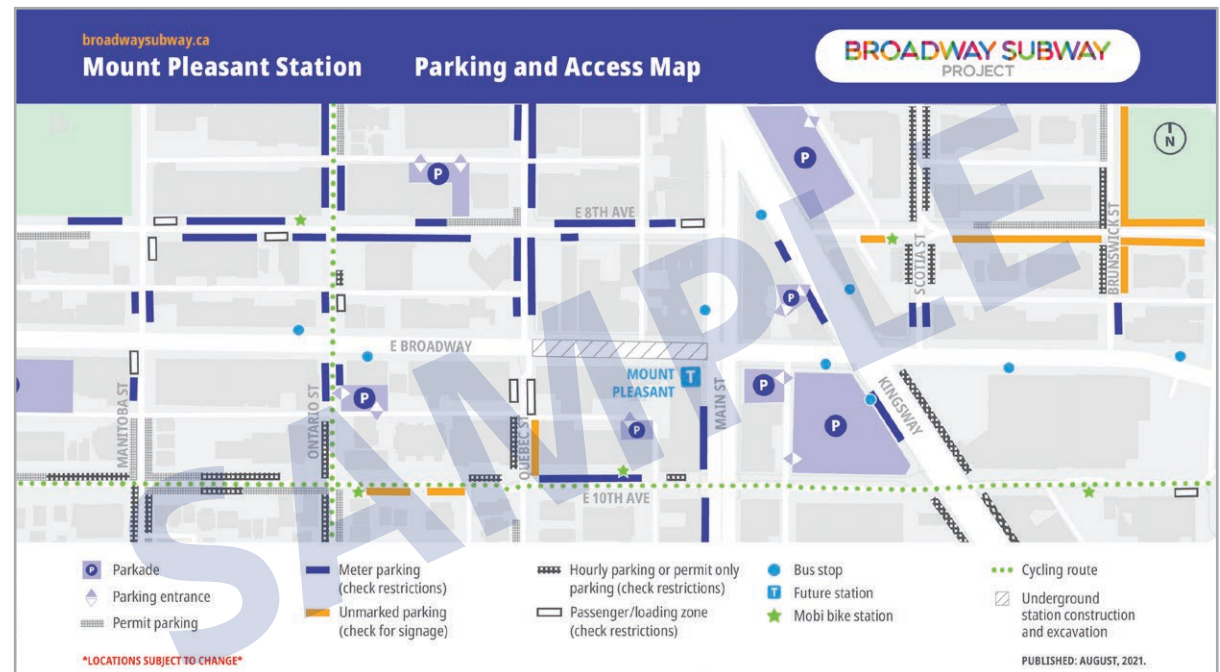 broadwaysubway.ca
Mount Pleasant Station Parking and Access Map
BROADWAY SUBWAY
PROJECT
N
P
P
E 8TH AVE
SCOTIA ST
BRUNSWICK ST
P
E BROADWAY
MOUNT
PLEASANT
T
MANITOBA ST
ONTARIO ST
QUEBEC ST
MAIN ST
KINGSWAY
P
P
P
P
E 10TH AVE
SAMPLE
P Parkade
Parking entrance
Permit parking
Meter parking
(check restrictions)
Unmarked parking
(check for signage)
Hourly parking or permit only
parking (check restrictions)
Passenger/loading zone
(check restrictions)
Bus stop
T Future station
Mobi bike station
Cycling route
Underground
station construction
and excavation
*LOCATIONS SUBJECT TO CHANGE*
PUBLISHED: AUGUST, 2021.